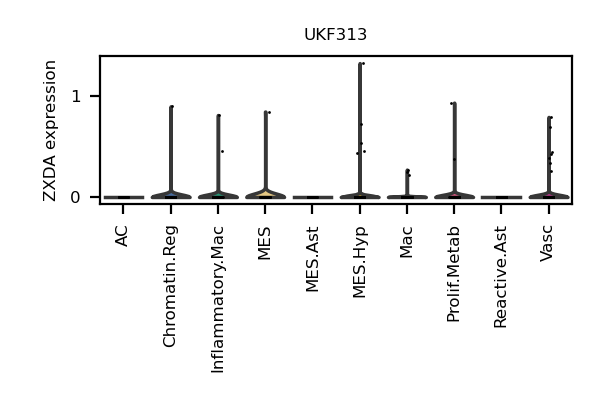 UKF313
ZXDA expression
1
0
AC
Chromatin.Reg
Inflammatory.Mac
MES
MES.Ast
MES.Hyp
Mac
Prolif.Metab
Reactive.Ast
Vasc